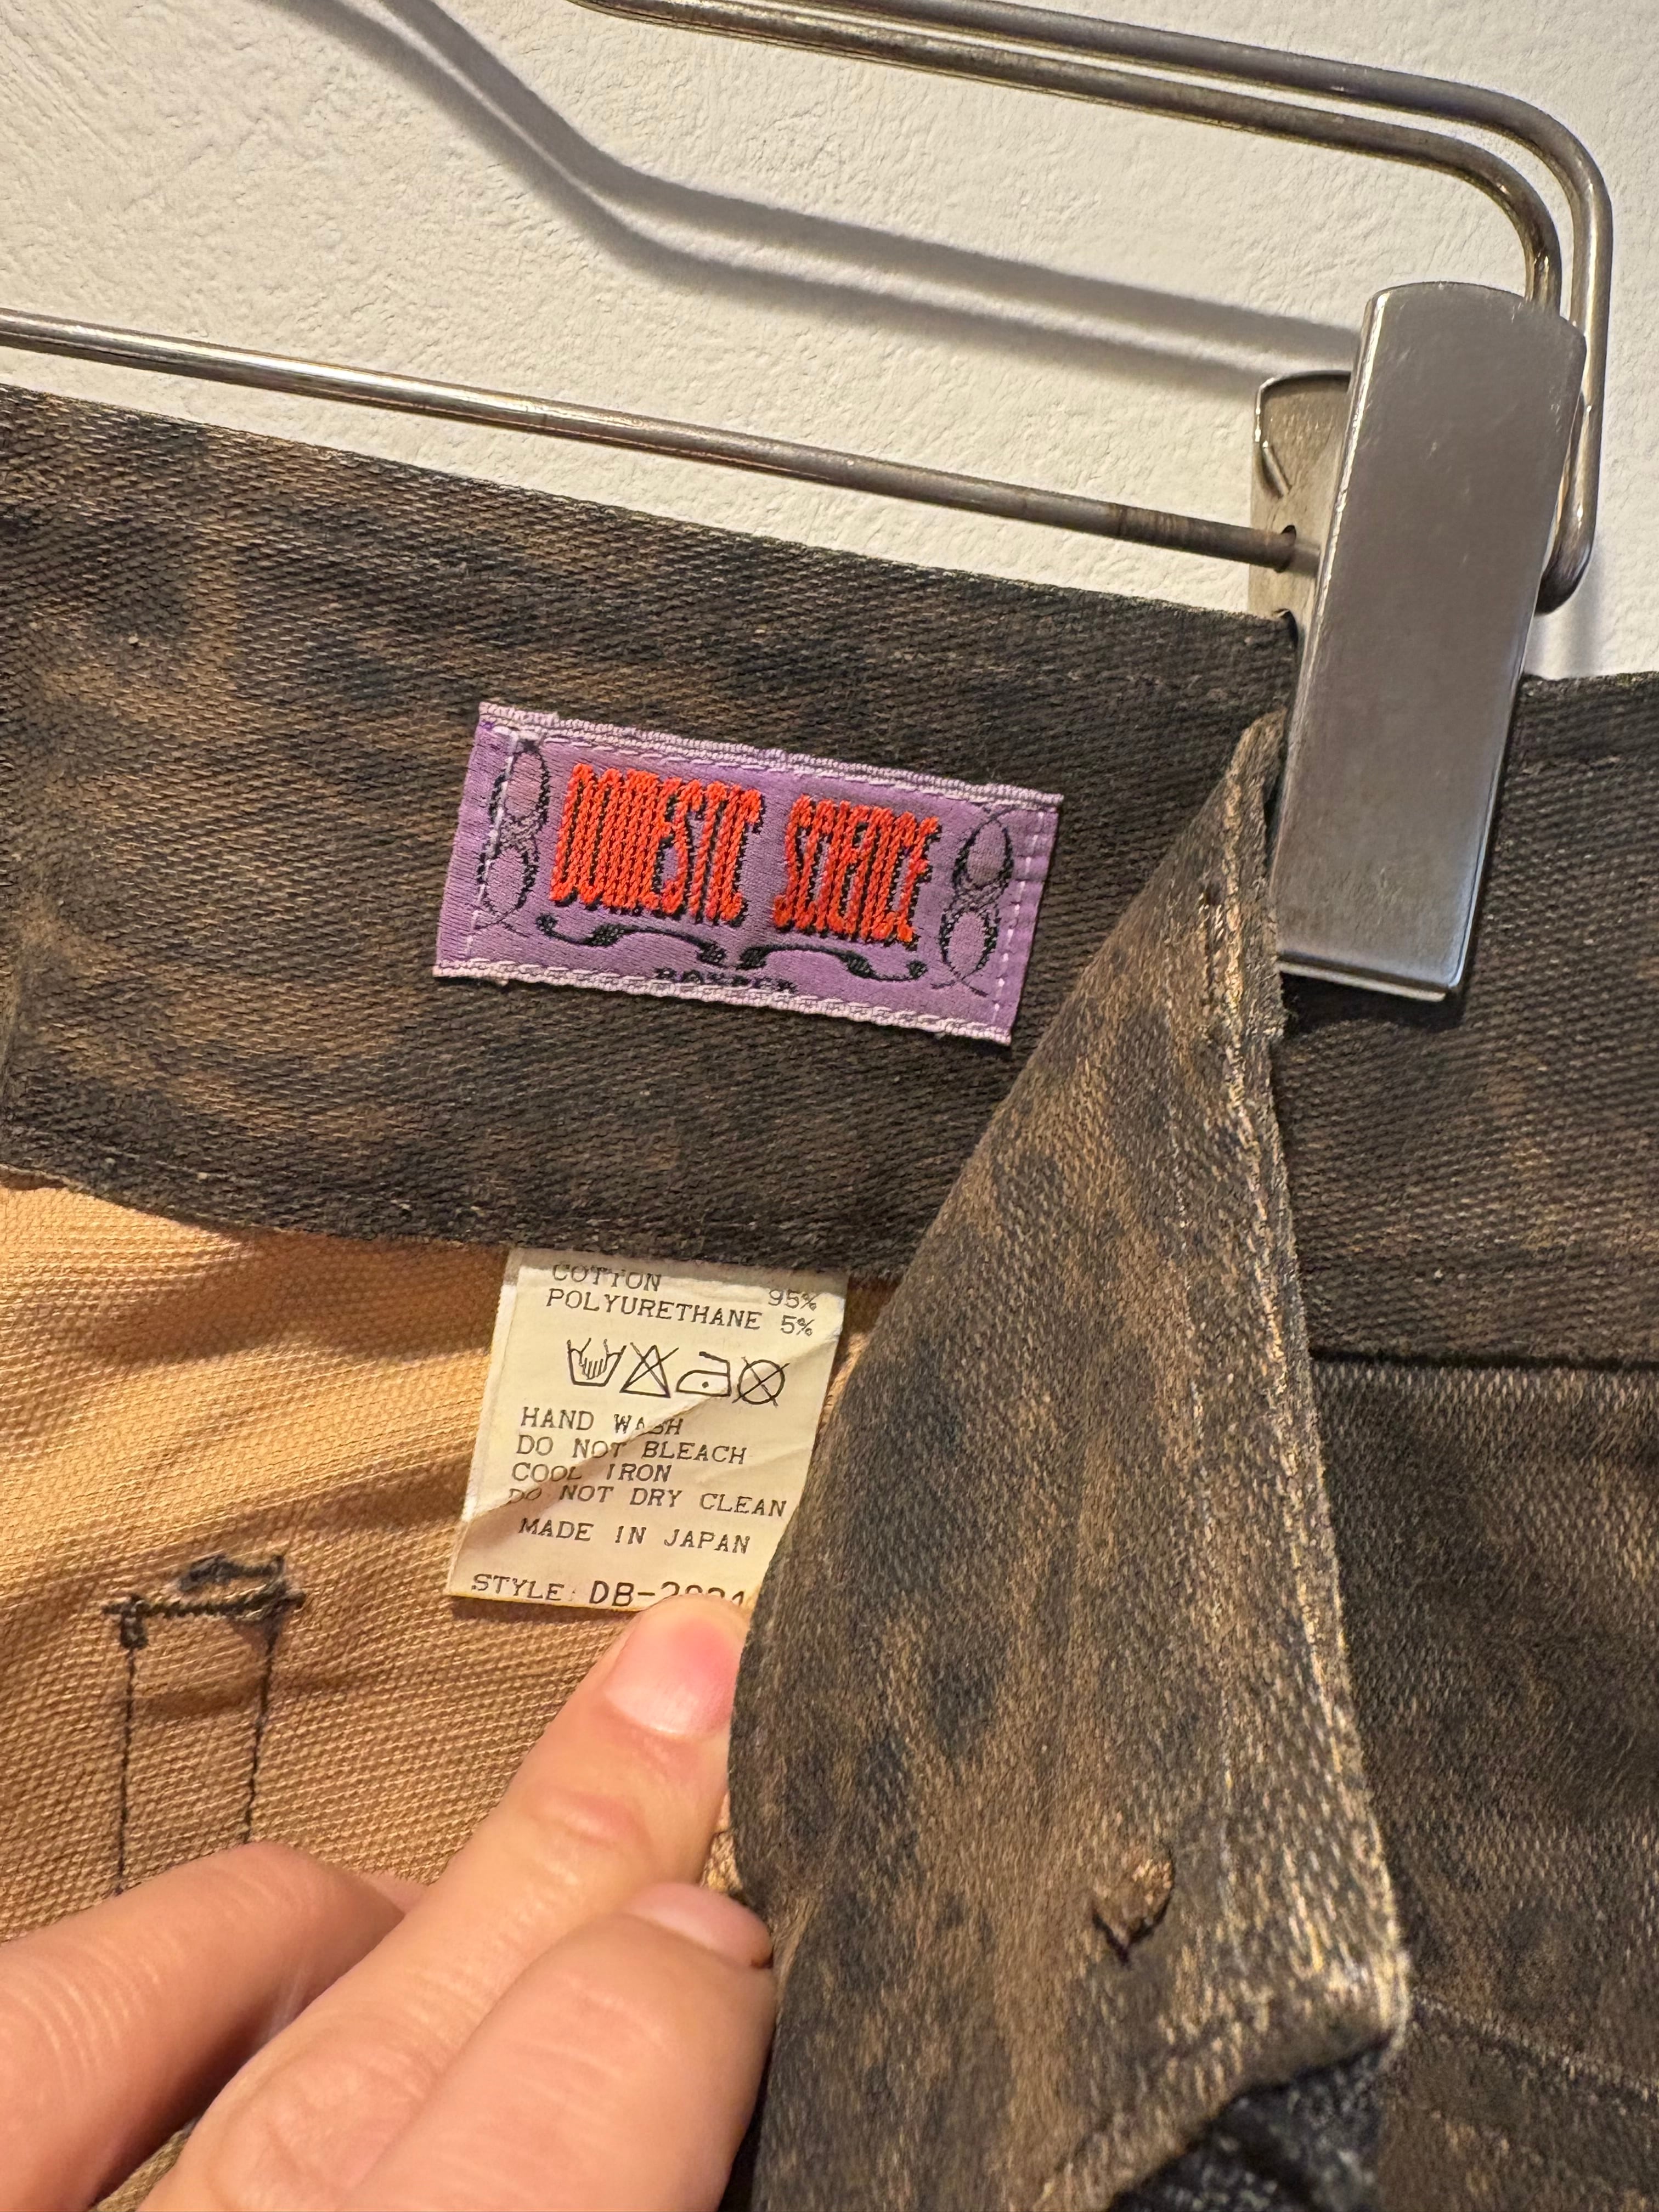 DOMESTIC SCIENCE
COTTON 95%
POLYURETHANE 5%
HAND WASH
DO NOT BLEACH
COOL IRON
DO NOT DRY CLEAN
MADE IN JAPAN
STYLE: